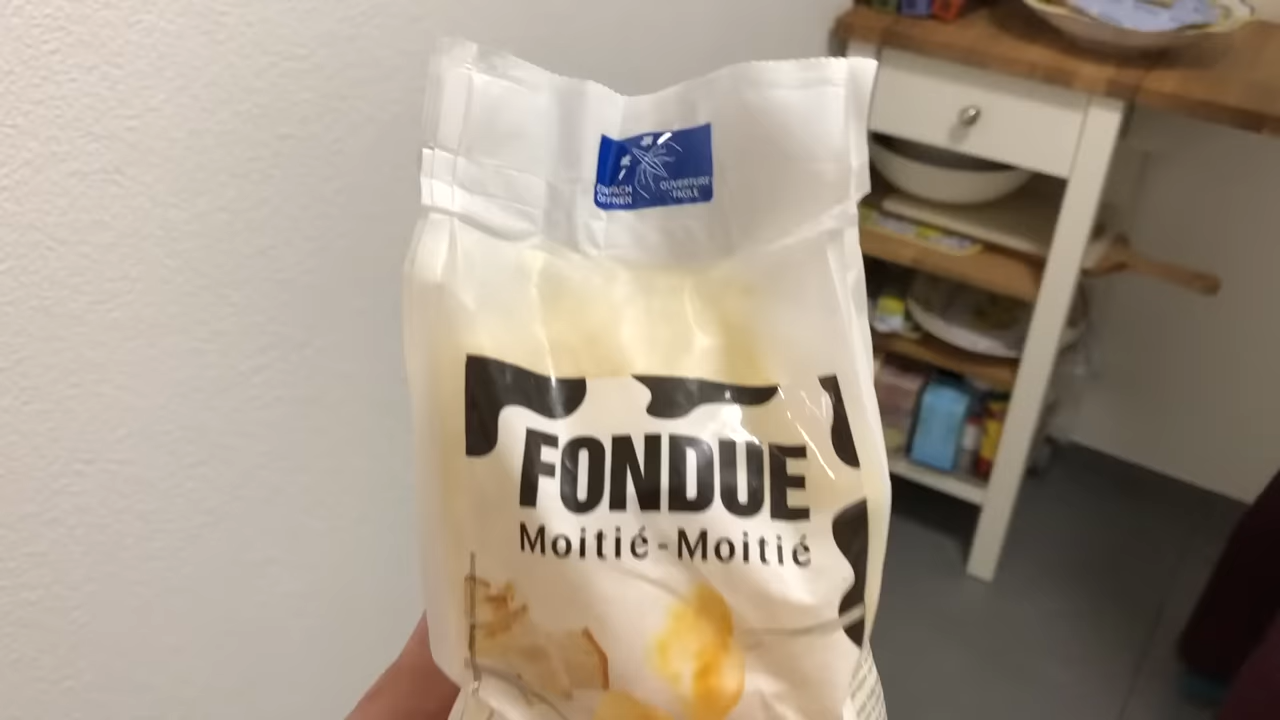 EINFACH
ÖFFNEN
OUVERTURE
FACILE
FONDUE
Moitié-Moitié